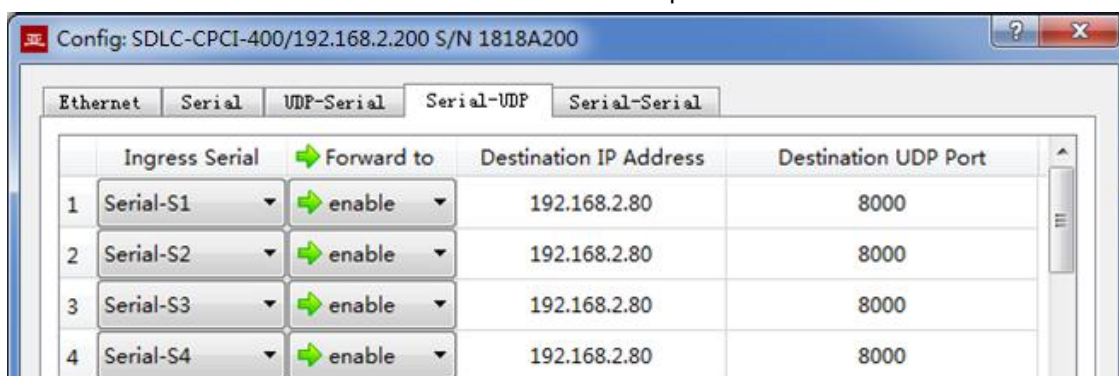 亚 Config: SDLC-CPCI-400/192.168.2.200 S/N 1818A200 ? X
Ethernet Serial UDP-Serial Serial-UDP Serial-Serial
Ingress Serial Forward to Destination IP Address Destination UDP Port
1 Serial-S1 enable 192.168.2.80 8000
2 Serial-S2 enable 192.168.2.80 8000
3 Serial-S3 enable 192.168.2.80 8000
4 Serial-S4 enable 192.168.2.80 8000